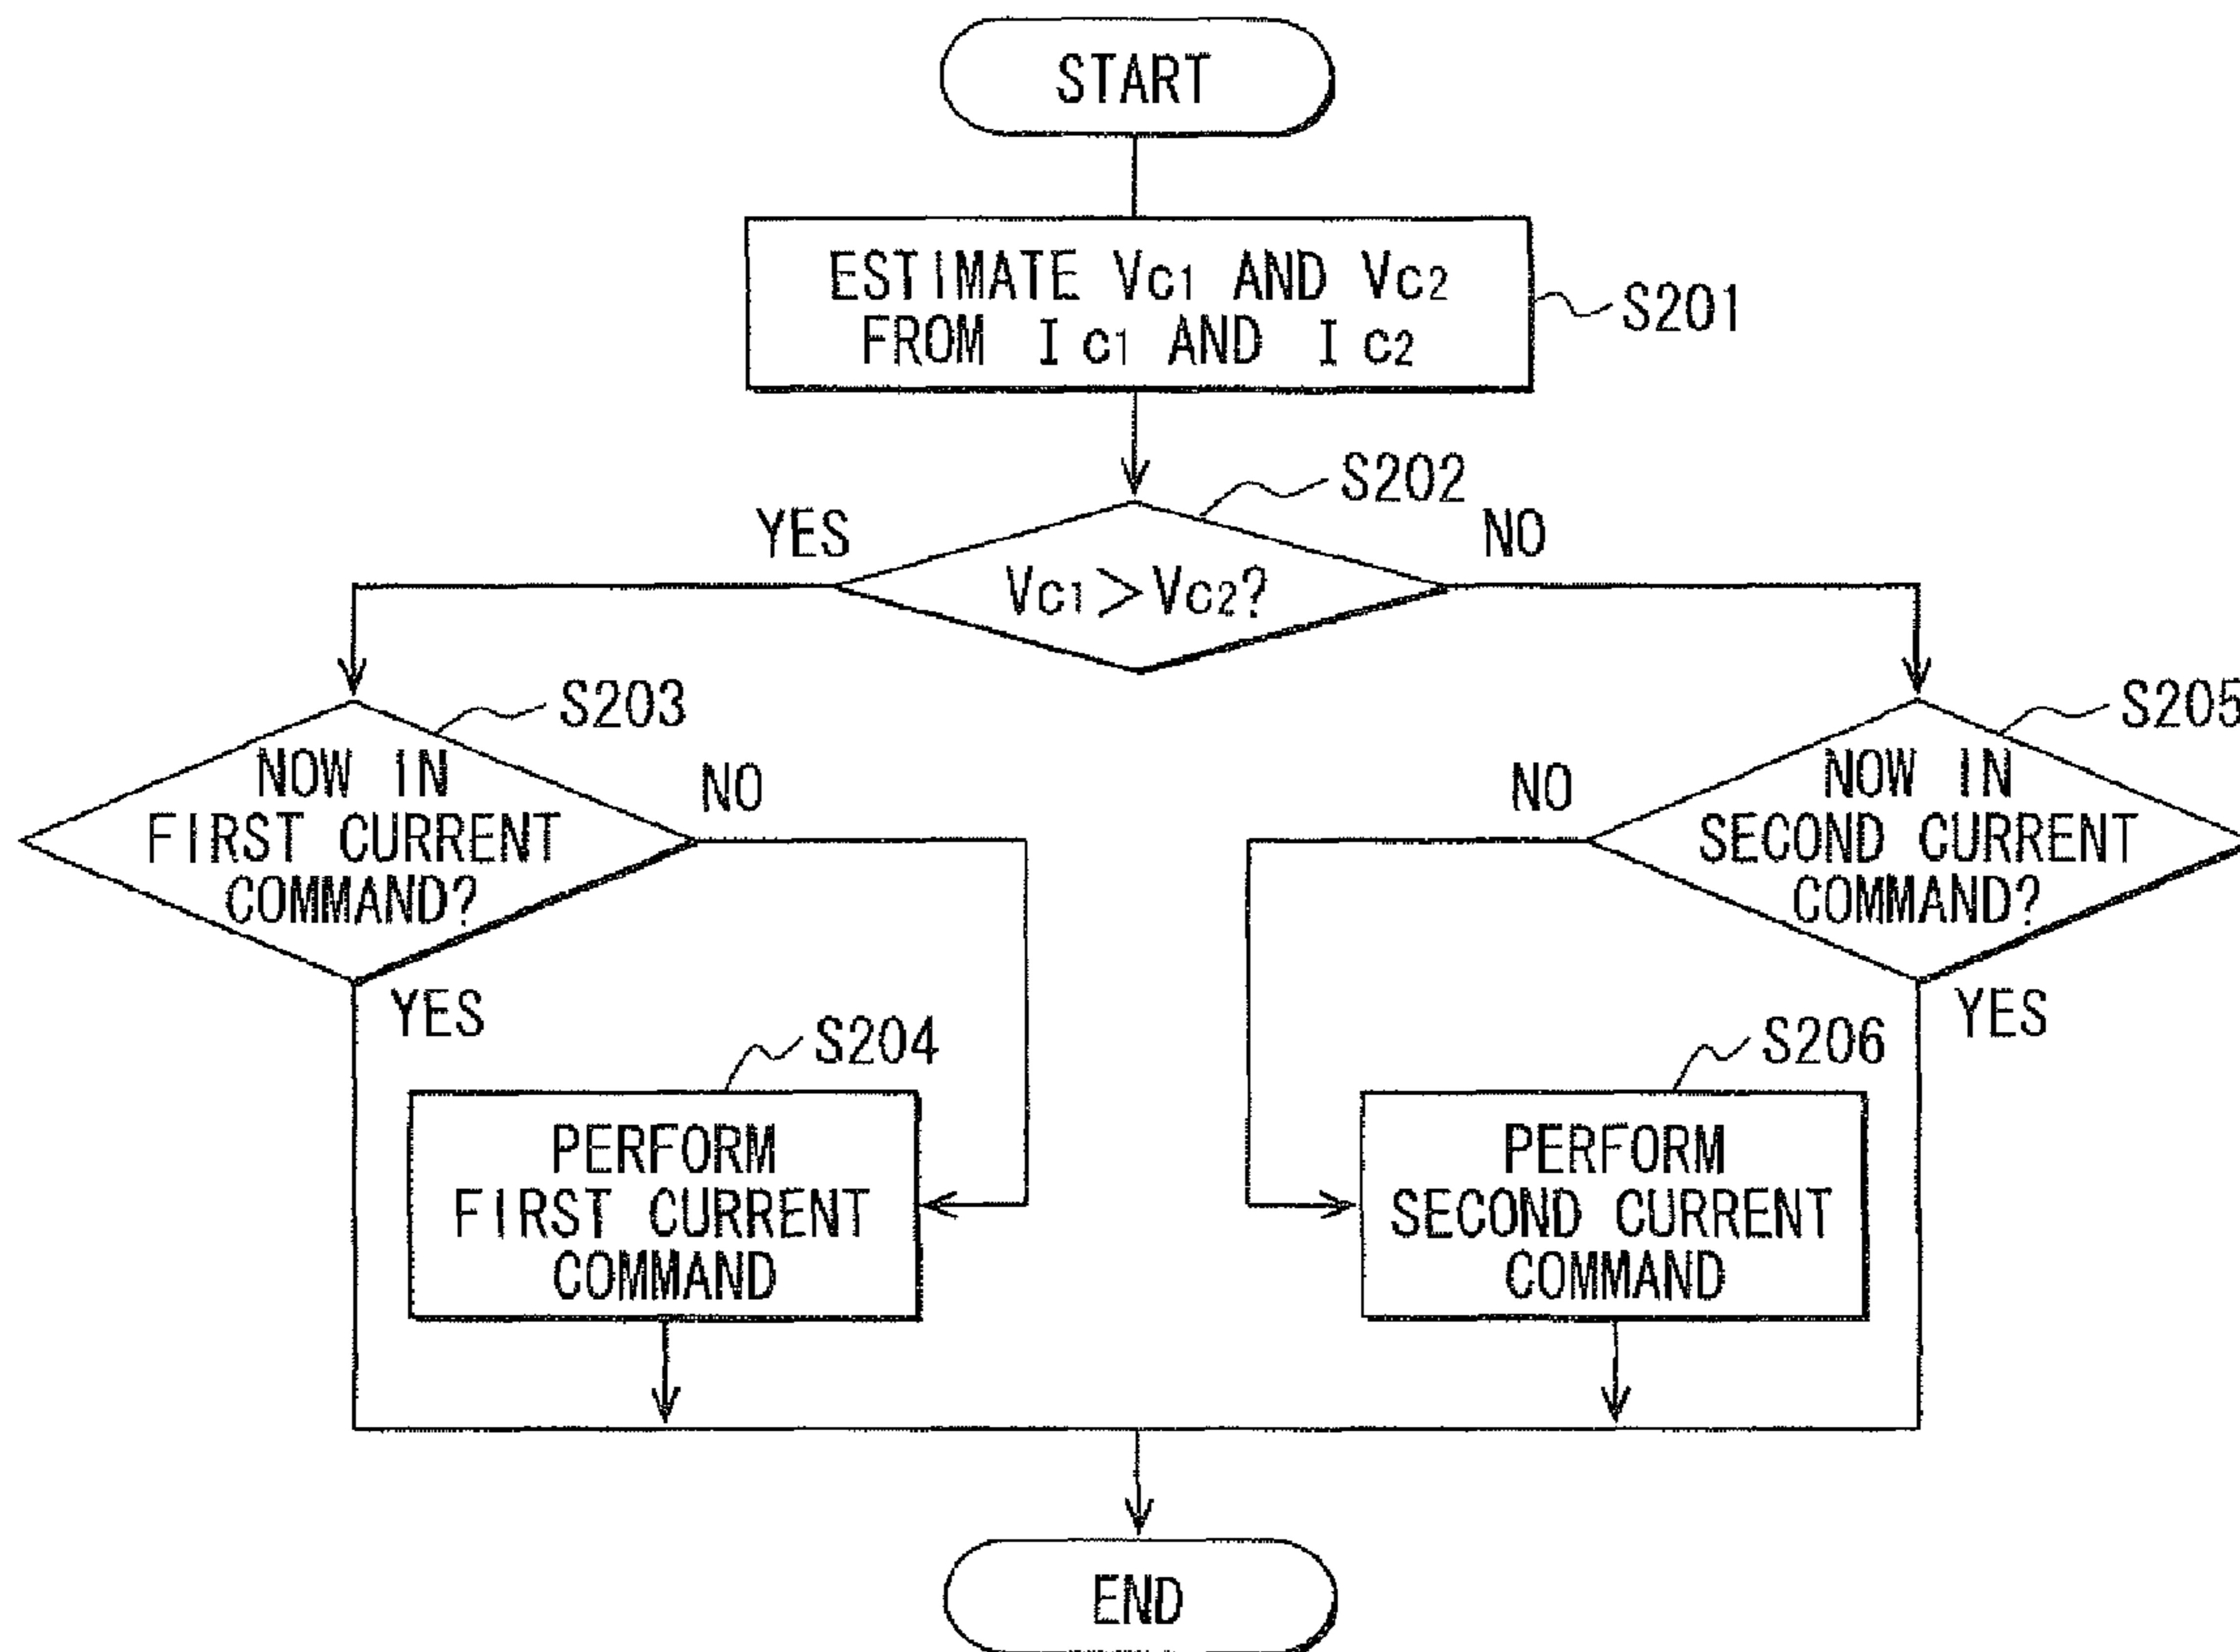 START
ESTIMATE Vc1 AND Vc2
FROM Ic1 AND Ic2
S201
S202
YES
NO
Vc1>Vc2?
S203
S205
NOW IN
FIRST CURRENT
COMMAND?
NO
YES
NOW IN
SECOND CURRENT
COMMAND?
NO
YES
S204
PERFORM
FIRST CURRENT
COMMAND
S206
PERFORM
SECOND CURRENT
COMMAND
END